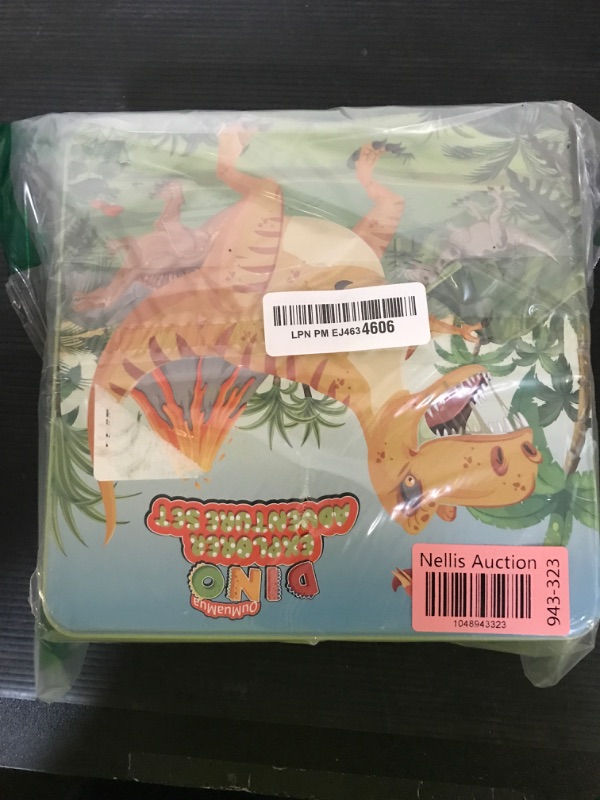 LPN PM EJ4634606
OuMuaMua
DINO
EXPLORER
ADVENTURE SET
Nellis Auction
1048943323
943-323